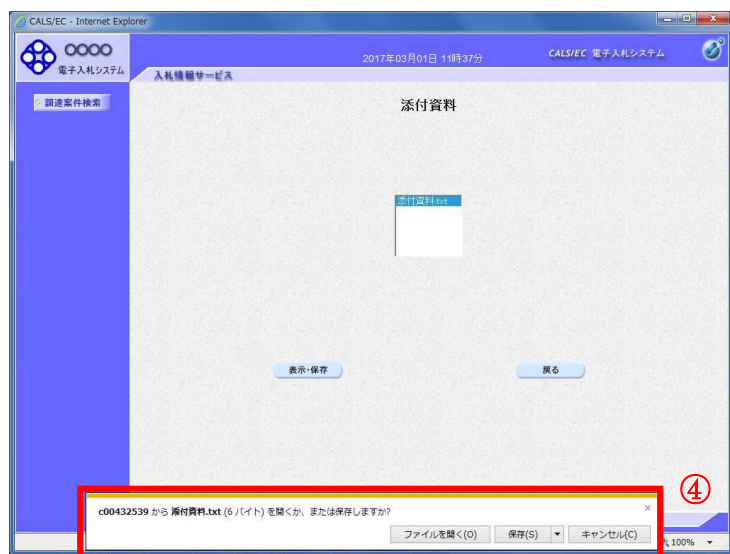 CALS/EC - Internet Explorer
OOOO
電子入札システム
2017年03月01日 11時37分
CALS/EC 電子入札システム
入札情報サービス
調達案件検索
添付資料
添付資料.txt
表示・保存
戻る
④
c00432539 から 添付資料.txt (6 バイト) を開くか、または保存しますか?
×
ファイルを開く(O)
保存(S)
キャンセル(C)
100%